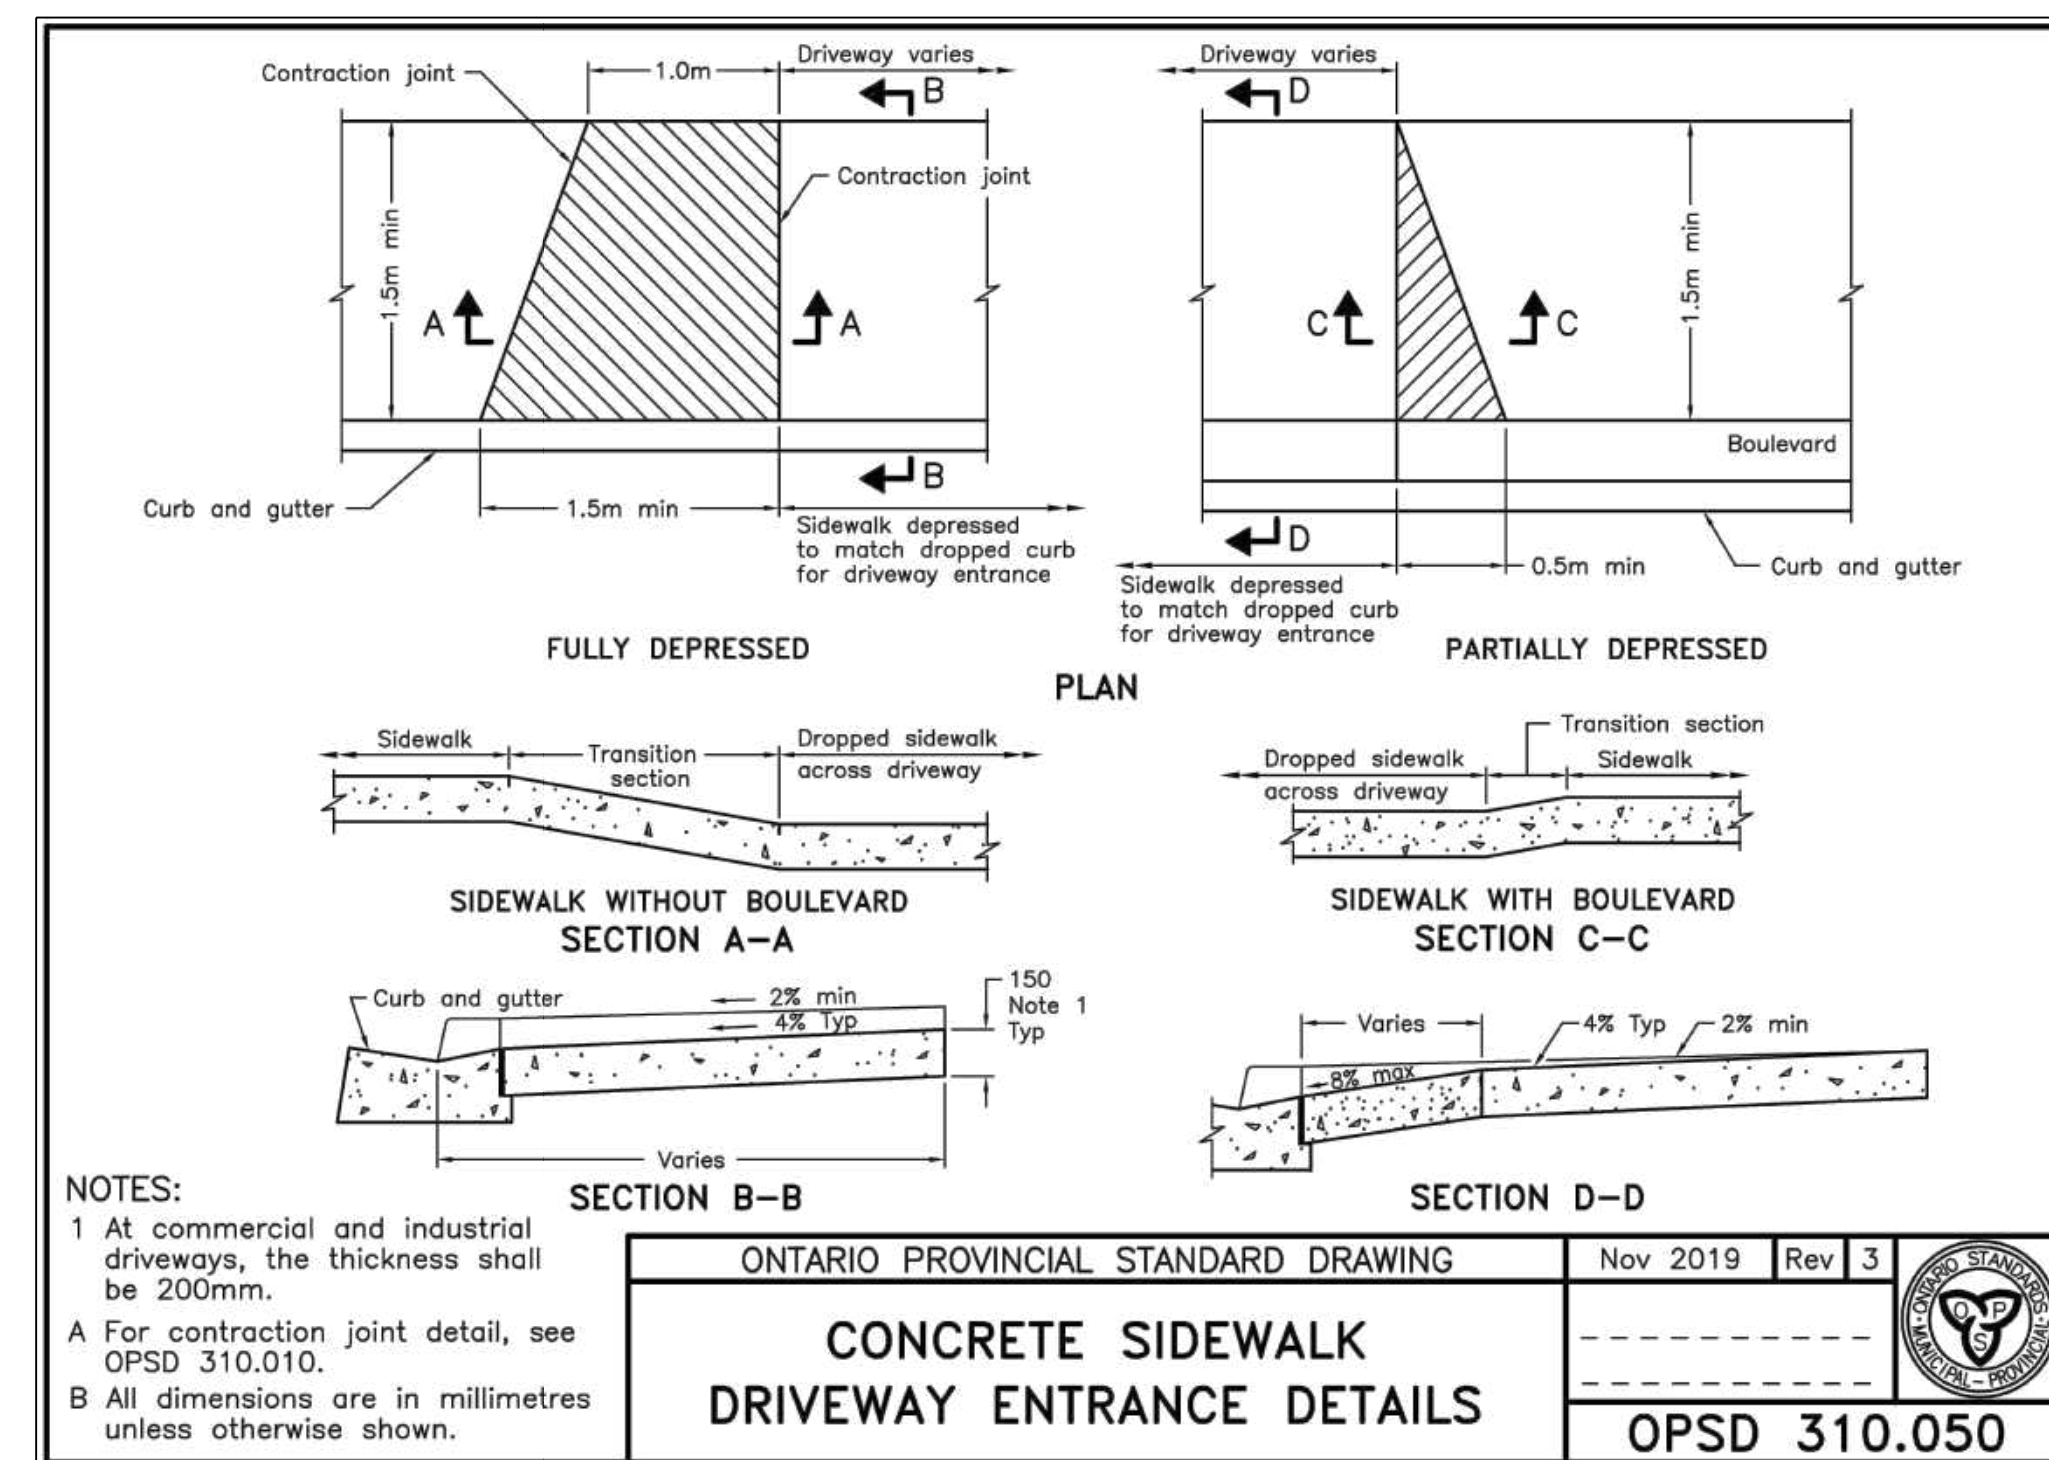 Contraction joint
1.0m
Driveway varies
B
Contraction joint
1.5m min
A
A
B
Curb and gutter
1.5m min
Sidewalk depressed
to match dropped curb
for driveway entrance
FULLY DEPRESSED
Driveway varies
D
1.5m min
C
C
Boulevard
D
0.5m min
Curb and gutter
Sidewalk depressed
to match dropped curb
for driveway entrance
PARTIALLY DEPRESSED
PLAN
Sidewalk
Transition
section
Dropped sidewalk
across driveway
SIDEWALK WITHOUT BOULEVARD
SECTION A–A
Transition section
Dropped sidewalk
across driveway
Sidewalk
SIDEWALK WITH BOULEVARD
SECTION C–C
Curb and gutter
2% min
4% Typ
150
Note 1
Typ
Varies
SECTION B–B
Varies
4% Typ
2% min
8% max
SECTION D–D
NOTES:
1 At commercial and industrial
driveways, the thickness shall
be 200mm.
A For contraction joint detail, see
OPSD 310.010.
B All dimensions are in millimetres
unless otherwise shown.
ONTARIO PROVINCIAL STANDARD DRAWING
Nov 2019
Rev 3
CONCRETE SIDEWALK
DRIVEWAY ENTRANCE DETAILS
ONTARIO STANDARDS
OPS
MUNICIPAL – PROVINCIAL
OPSD 310.050